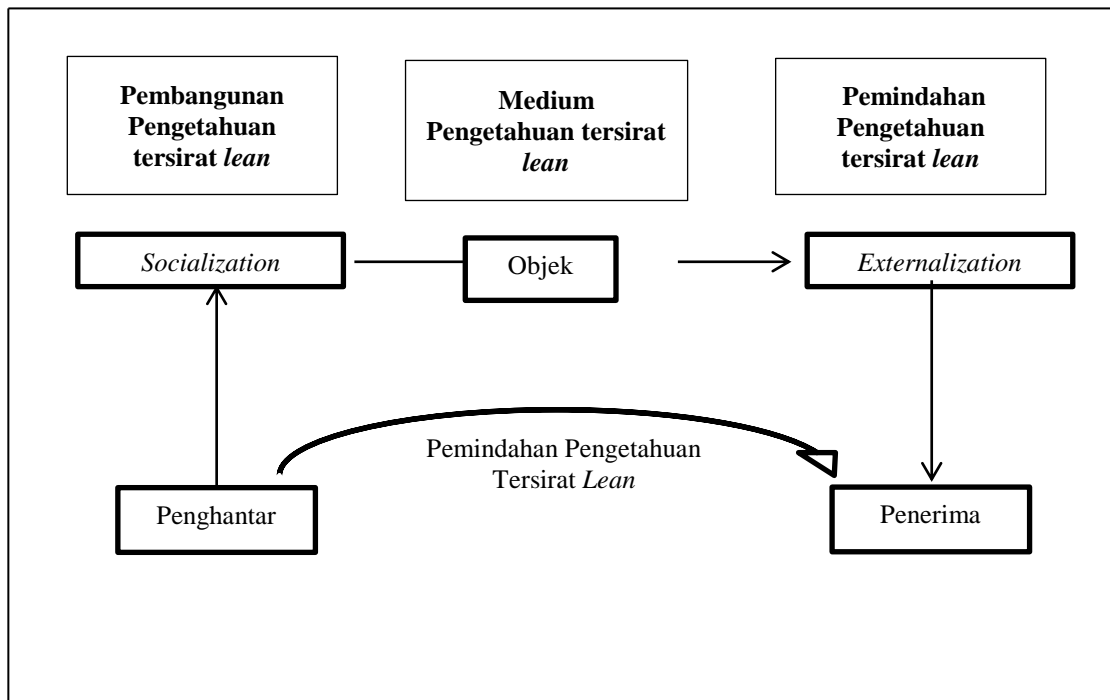 Pembangunan
Pengetahuan
tersirat lean
Medium
Pengetahuan tersirat
lean
Pemindahan
Pengetahuan
tersirat lean
Socialization
Objek
Externalization
Pemindahan Pengetahuan
Tersirat Lean
Penghantar
Penerima